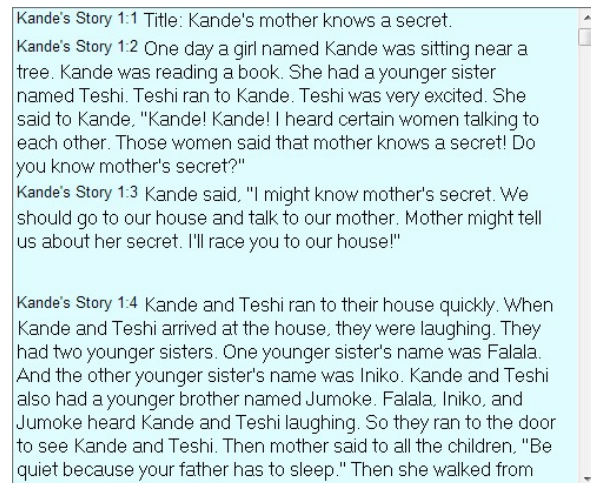 Kande's Story 1:1 Title: Kande's mother knows a secret.
Kande's Story 1:2 One day a girl named Kande was sitting near a
tree. Kande was reading a book. She had a younger sister
named Teshi. Teshi ran to Kande. Teshi was very excited. She
said to Kande, "Kande! Kande! I heard certain women talking to
each other. Those women said that mother knows a secret! Do
you know mother's secret?"
Kande's Story 1:3 Kande said, "I might know mother's secret. We
should go to our house and talk to our mother. Mother might tell
us about her secret. I'll race you to our house!"
Kande's Story 1:4 Kande and Teshi ran to their house quickly. When
Kande and Teshi arrived at the house, they were laughing. They
had two younger sisters. One younger sister's name was Falala.
And the other younger sister's name was Iniko. Kande and Teshi
also had a younger brother named Jumoke. Falala, Iniko, and
Jumoke heard Kande and Teshi laughing. So they ran to the door
to see Kande and Teshi. Then mother said to all the children, "Be
quiet because your father has to sleep." Then she walked from